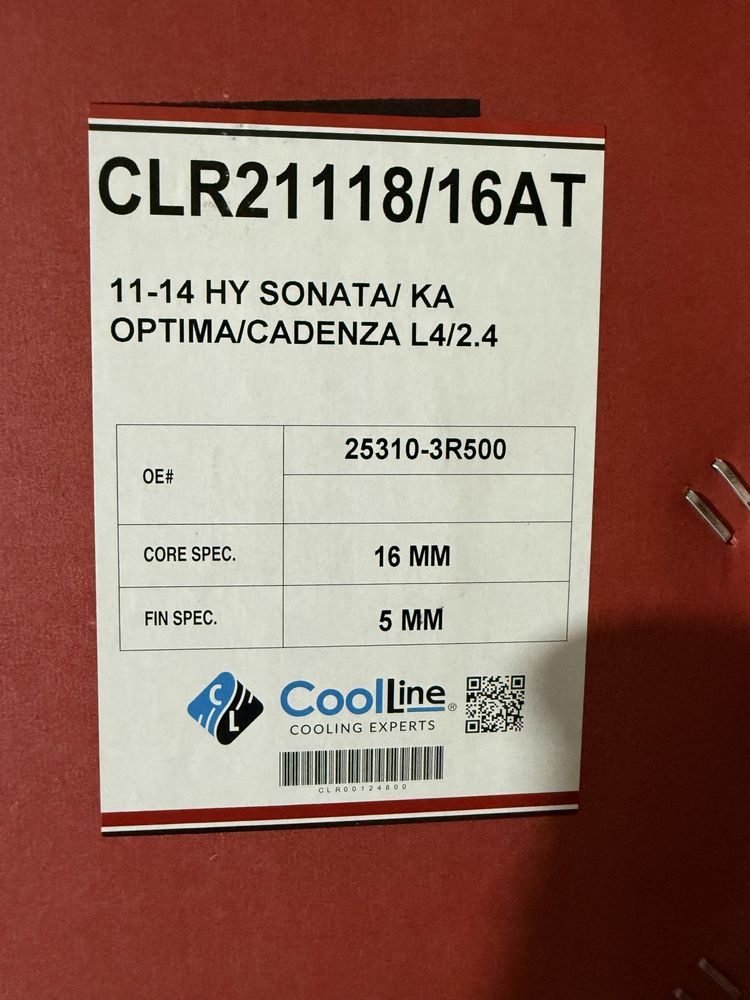 CLR21118/16AT
11-14 HY SONATA/ KA
OPTIMA/CADENZA L4/2.4
OE#
25310-3R500
CORE SPEC.
16 MM
FIN SPEC.
5 MM
CL
CoolLine®
COOLING EXPERTS
CLR00124800